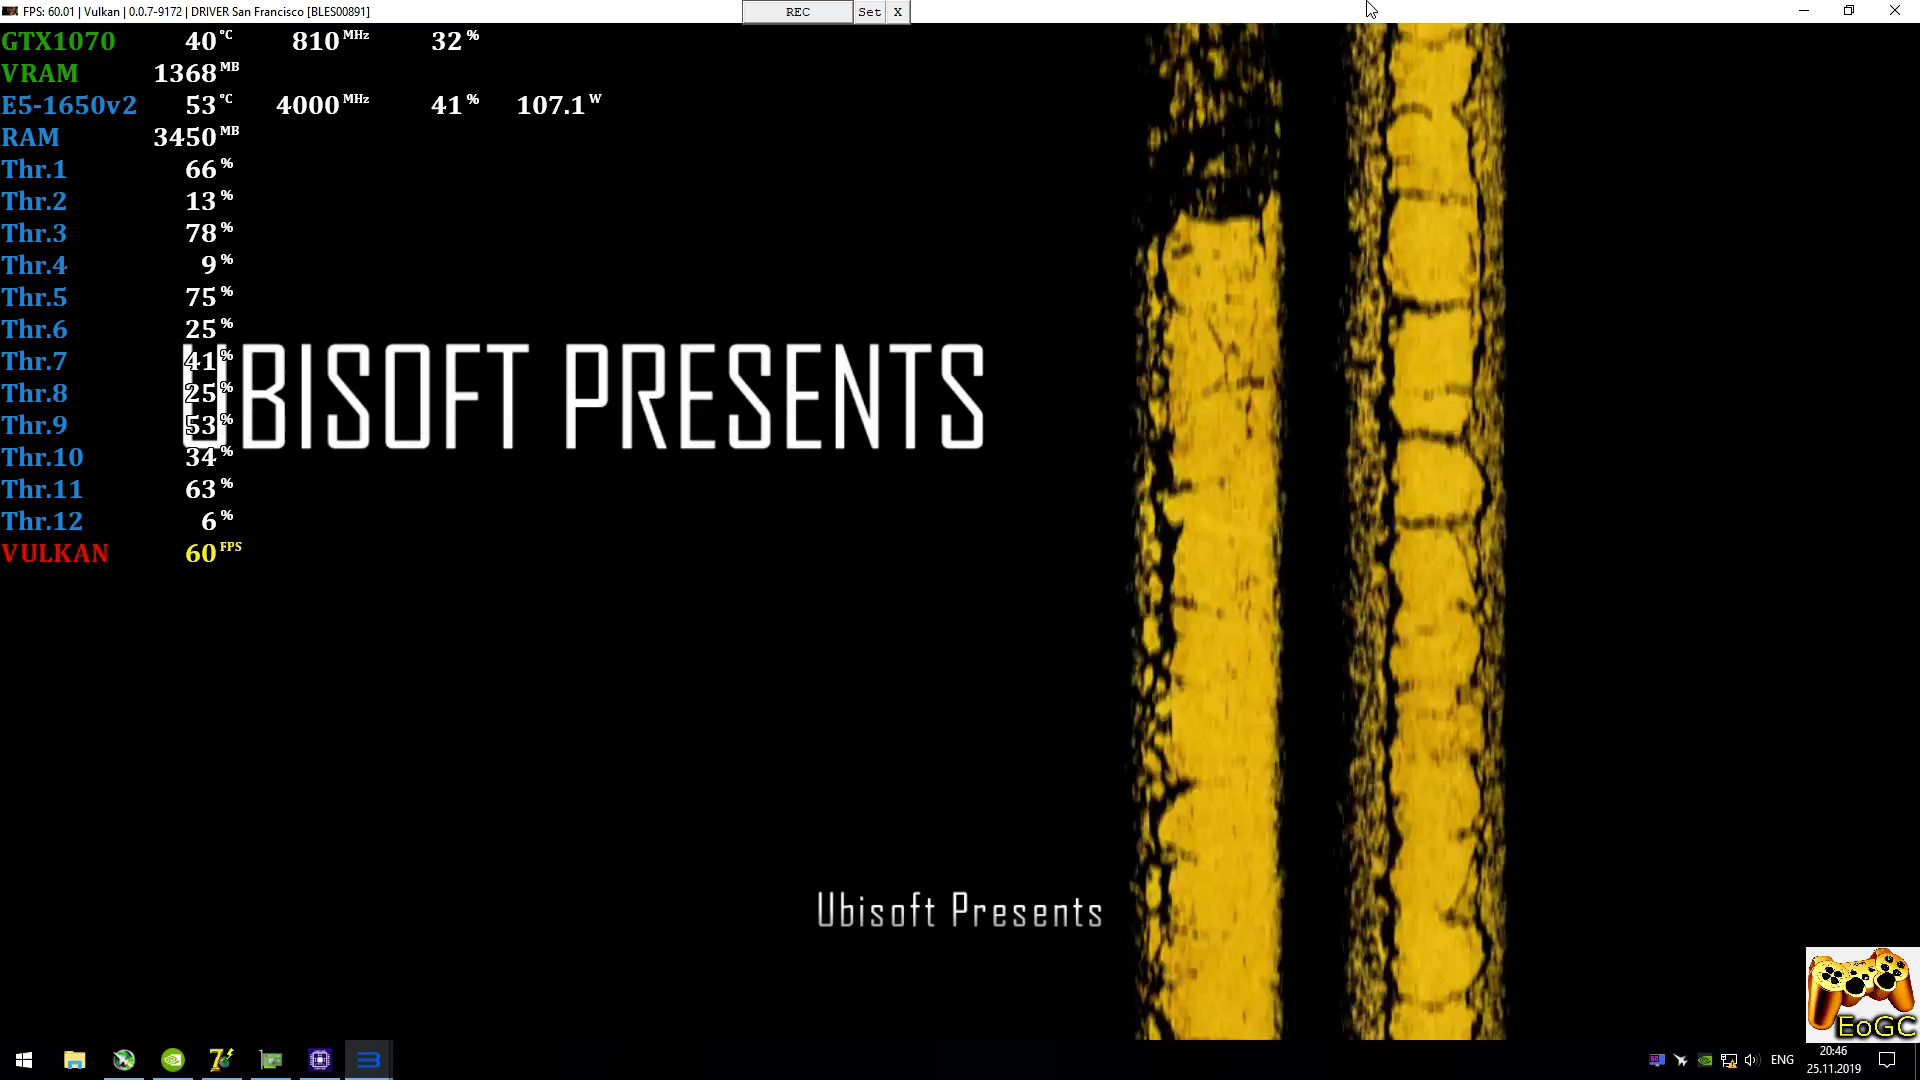 FPS: 60.01 | Vulkan | 0.0.7-9172 | DRIVER San Francisco [BLES00891]
REC Set X
GTX1070 40 °C 810 MHz 32 %
VRAM 1368 MB
E5-1650v2 53 °C 4000 MHz 41 % 107.1 W
RAM 3450 MB
Thr.1 66 %
Thr.2 13 %
Thr.3 78 %
Thr.4 9 %
Thr.5 75 %
Thr.6 25 %
Thr.7 41 %
Thr.8 25 %
Thr.9 53 %
Thr.10 34 %
Thr.11 63 %
Thr.12 6 %
VULKAN 60 FPS
UBISOFT PRESENTS
Ubisoft Presents
EoGC
ENG
20:46
25.11.2019